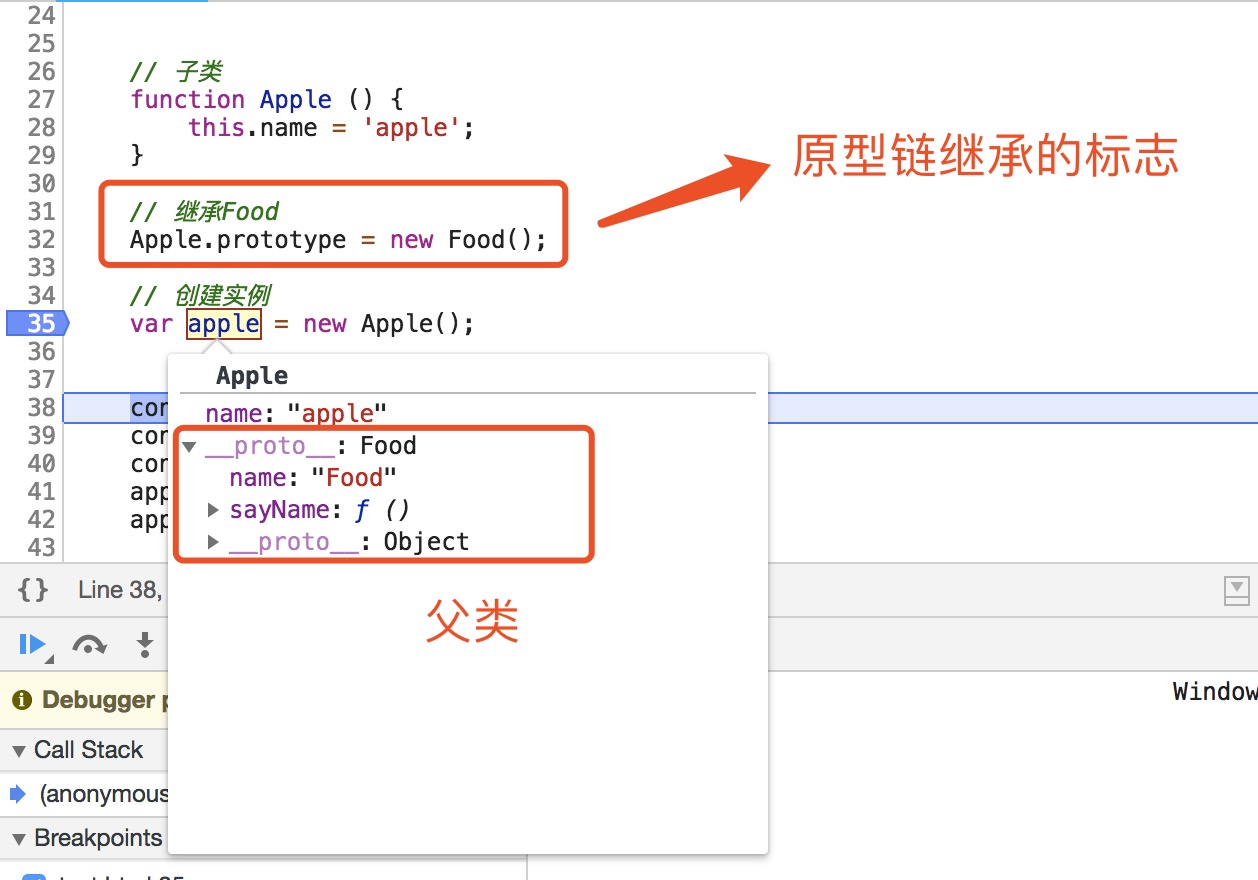 24
25
26 // 子类
27 function Apple () {
28 this.name = 'apple';
29 }
30
31 // 继承Food
32 Apple.prototype = new Food();
33
34 // 创建实例
35 var apple = new Apple();
36
37
38 con
39 con
40 con
41 app
42 app
43
原型链继承的标志
Apple
name: "apple"
▼ __proto__: Food
name: "Food"
▶ sayName: ƒ ()
▶ __proto__: Object
父类
{} Line 38,
Debugger p
Window
▼ Call Stack
(anonymous
▼ Breakpoints